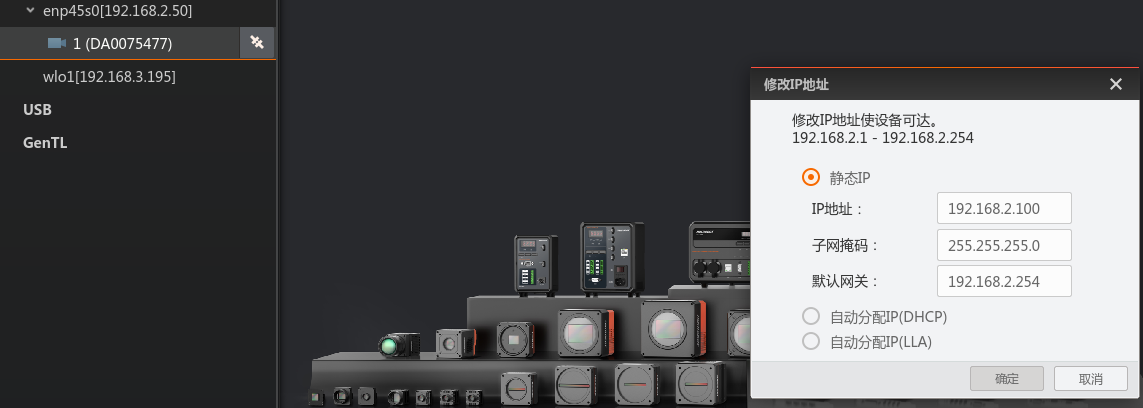 enp45s0[192.168.2.50]
1 (DA0075477)
wlo1[192.168.3.195]
USB
GenTL
修改IP地址
修改IP地址使设备可达。
192.168.2.1 - 192.168.2.254
静态IP
IP地址：
192.168.2.100
子网掩码：
255.255.255.0
默认网关：
192.168.2.254
自动分配IP(DHCP)
自动分配IP(LLA)
确定
取消